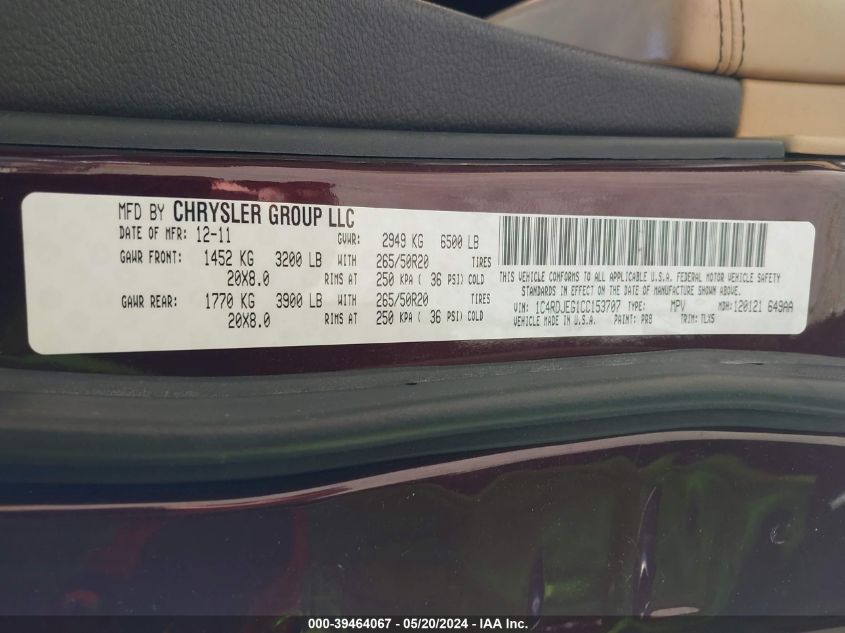 MFD BY CHRYSLER GROUP LLC
DATE OF MFR: 12-11 GVWR: 2949 KG 6500 LB
GAWR FRONT: 1452 KG 3200 LB WITH 265/50R20 TIRES
20X8.0 RIMS AT 250 KPA ( 36 PSI) COLD
GAWR REAR: 1770 KG 3900 LB WITH 265/50R20 TIRES
20X8.0 RIMS AT 250 KPA ( 36 PSI) COLD
THIS VEHICLE CONFORMS TO ALL APPLICABLE U.S.A. FEDERAL MOTOR VEHICLE SAFETY
STANDARDS IN EFFECT ON THE DATE OF MANUFACTURE SHOWN ABOVE.
VIN: 1C4RDJEG1CC153707 TYPE: MPV MDH: 120121 649AA
VEHICLE MADE IN U.S.A. PAINT: PR8 TRIM: TLX5
000-39464067 - 05/20/2024 - IAA Inc.